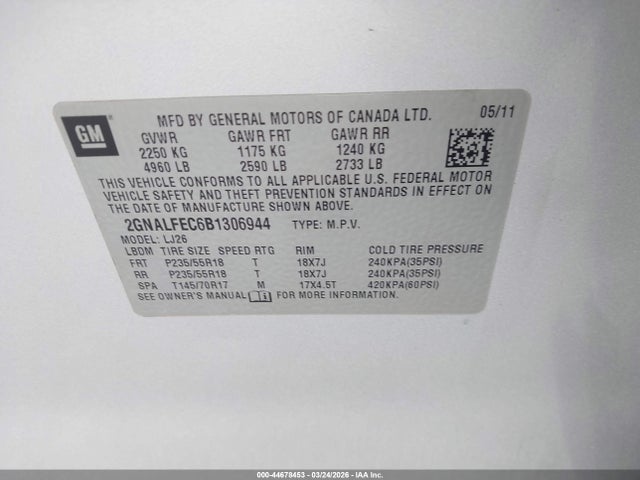 GM
MFD BY GENERAL MOTORS OF CANADA LTD. 05/11
GVWR GAWR FRT GAWR RR
2250 KG 1175 KG 1240 KG
4960 LB 2590 LB 2733 LB
THIS VEHICLE CONFORMS TO ALL APPLICABLE U.S. FEDERAL MOTOR
VEHICLE SAFETY AND THEFT PREVENTION STANDARDS IN EFFECT ON
THE DATE OF MANUFACTURE SHOWN ABOVE.
2GNALFEC6B1306944 TYPE: M.P.V.
MODEL: LJ26
LBDM TIRE SIZE SPEED RTG RIM COLD TIRE PRESSURE
FRT P235/55R18 T 18X7J 240KPA(35PSI)
RR P235/55R18 T 18X7J 240KPA(35PSI)
SPA T145/70R17 M 17X4.5T 420KPA(60PSI)
SEE OWNER'S MANUAL FOR MORE INFORMATION.
000-44678453 - 03/24/2026 - IAA Inc.